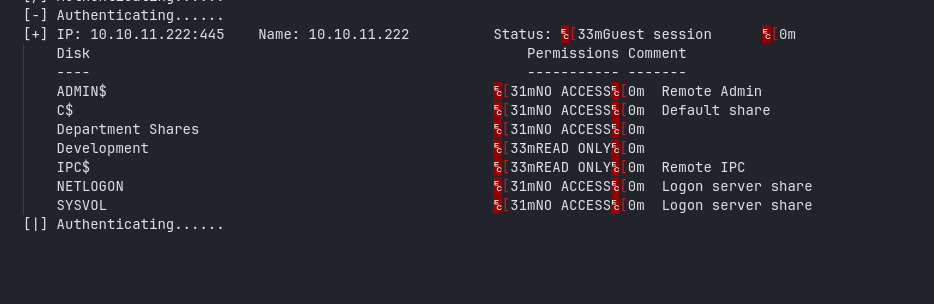 [-] Authenticating......
[+] IP: 10.10.11.222:445 Name: 10.10.11.222 Status: ␛[33mGuest session ␛[0m
Disk Permissions Comment
---- ----------- -------
ADMIN$ ␛[31mNO ACCESS␛[0m Remote Admin
C$ ␛[31mNO ACCESS␛[0m Default share
Department Shares ␛[31mNO ACCESS␛[0m
Development ␛[33mREAD ONLY␛[0m
IPC$ ␛[33mREAD ONLY␛[0m Remote IPC
NETLOGON ␛[31mNO ACCESS␛[0m Logon server share
SYSVOL ␛[31mNO ACCESS␛[0m Logon server share
[|] Authenticating......